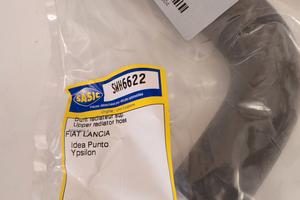 SASIC
SWH6622
Durit radiateur sup
Upper radiator hose
FIAT LANCIA
Idea Punto
Ypsilon